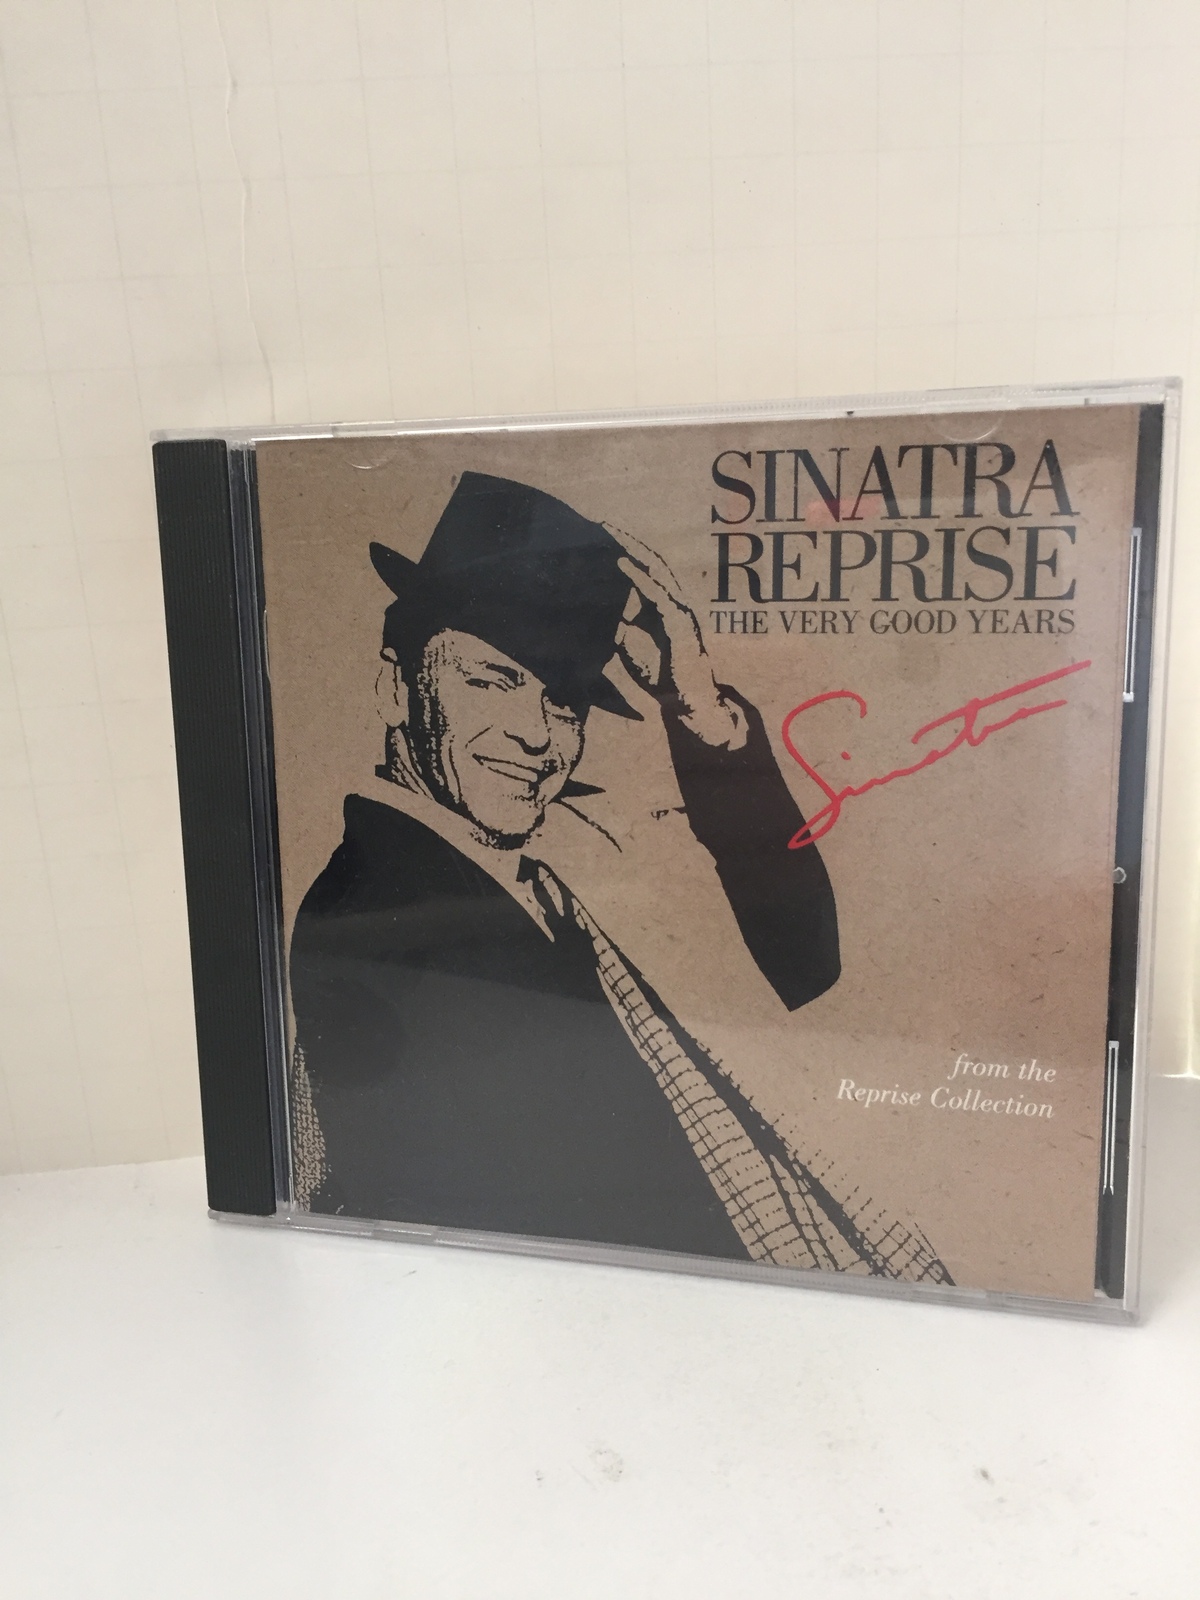 SINATRA
REPRISE
THE VERY GOOD YEARS
Sinatra
from the
Reprise Collection